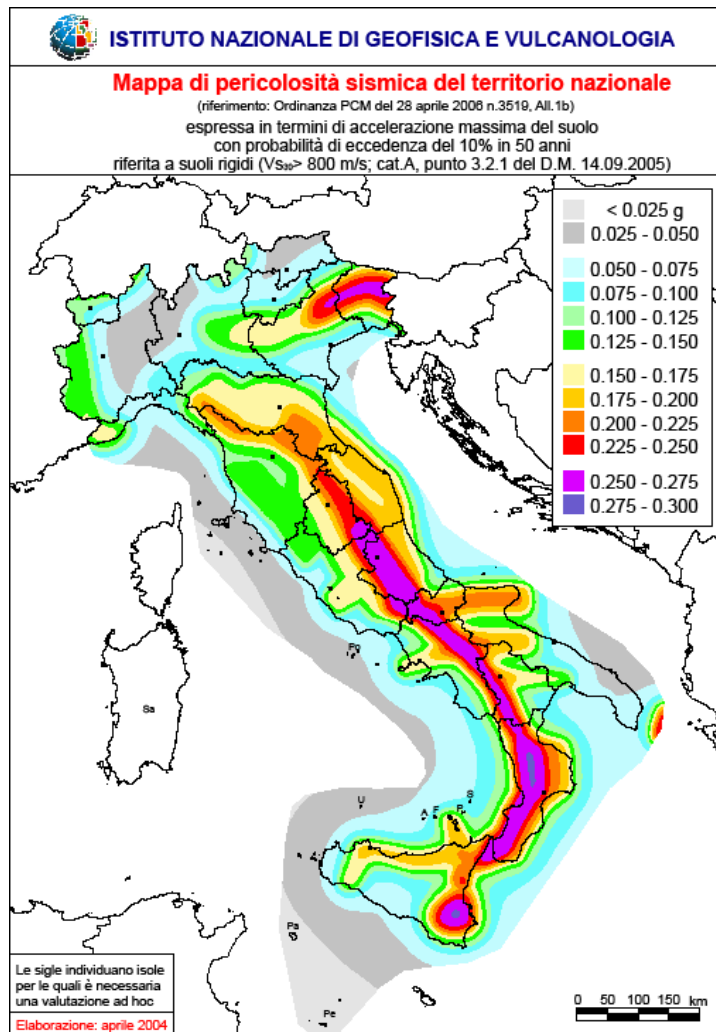 ISTITUTO NAZIONALE DI GEOFISICA E VULCANOLOGIA
Mappa di pericolosità sismica del territorio nazionale
(riferimento: Ordinanza PCM del 28 aprile 2006 n.3519, All.1b)
espressa in termini di accelerazione massima del suolo
con probabilità di eccedenza del 10% in 50 anni
riferita a suoli rigidi (Vs₃₀> 800 m/s; cat.A, punto 3.2.1 del D.M. 14.09.2005)
< 0.025 g
0.025 - 0.050
0.050 - 0.075
0.075 - 0.100
0.100 - 0.125
0.125 - 0.150
0.150 - 0.175
0.175 - 0.200
0.200 - 0.225
0.225 - 0.250
0.250 - 0.275
0.275 - 0.300
Po
Sa
U
S
A F P
Pa
Pe
Le sigle individuano isole
per le quali è necessaria
una valutazione ad hoc
Elaborazione: aprile 2004
0 50 100 150 km